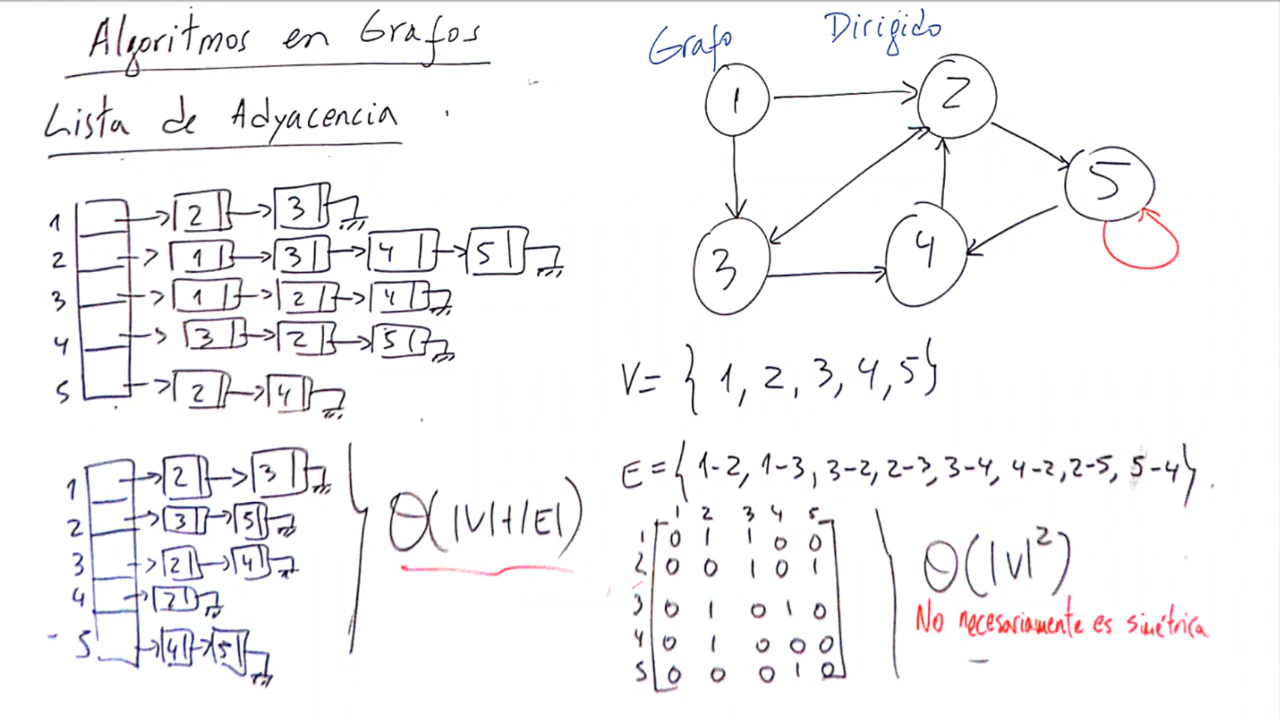 Algoritmos en Grafos
Lista de Adyacencia
1 2 3
2 1 3 4 5
3 1 2 4
4 3 2 5
5 2 4
1 2 3
2 3 5
3 2 4
4 2
5 4 5
Θ(|V|+|E|)
Grafo Dirigido
1 2
5
3 4
V = { 1, 2, 3, 4, 5 }
E = { 1-2, 1-3, 3-2, 2-3, 3-4, 4-2, 2-5, 5-4 }.
1 2 3 4 5
1 0 1 1 0 0
2 0 0 1 0 1
3 0 1 0 1 0
4 0 1 0 0 0
5 0 0 0 1 0
Θ(|V|²)
No necesariamente es simétrica